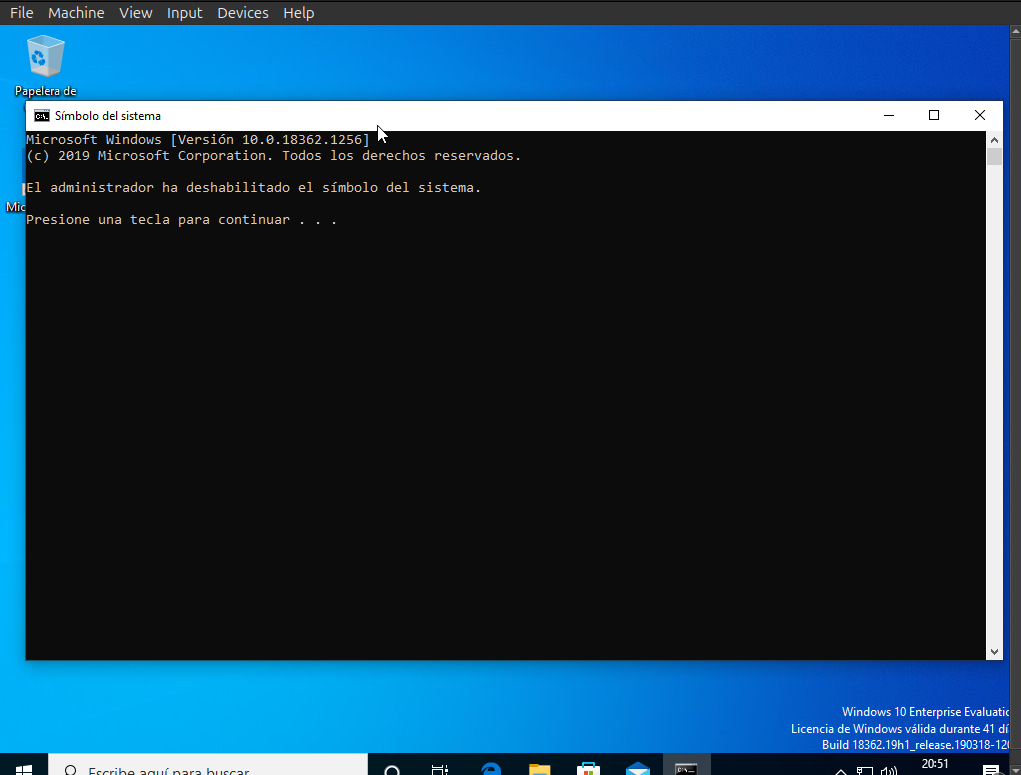 File Machine View Input Devices Help
Papelera de
Símbolo del sistema
Microsoft Windows [Versión 10.0.18362.1256]
(c) 2019 Microsoft Corporation. Todos los derechos reservados.
El administrador ha deshabilitado el símbolo del sistema.
Mic
Presione una tecla para continuar . . .
Windows 10 Enterprise Evaluatio
Licencia de Windows válida durante 41 dí
Build 18362.19h1_release.190318-120
Escribe aquí para buscar
20:51